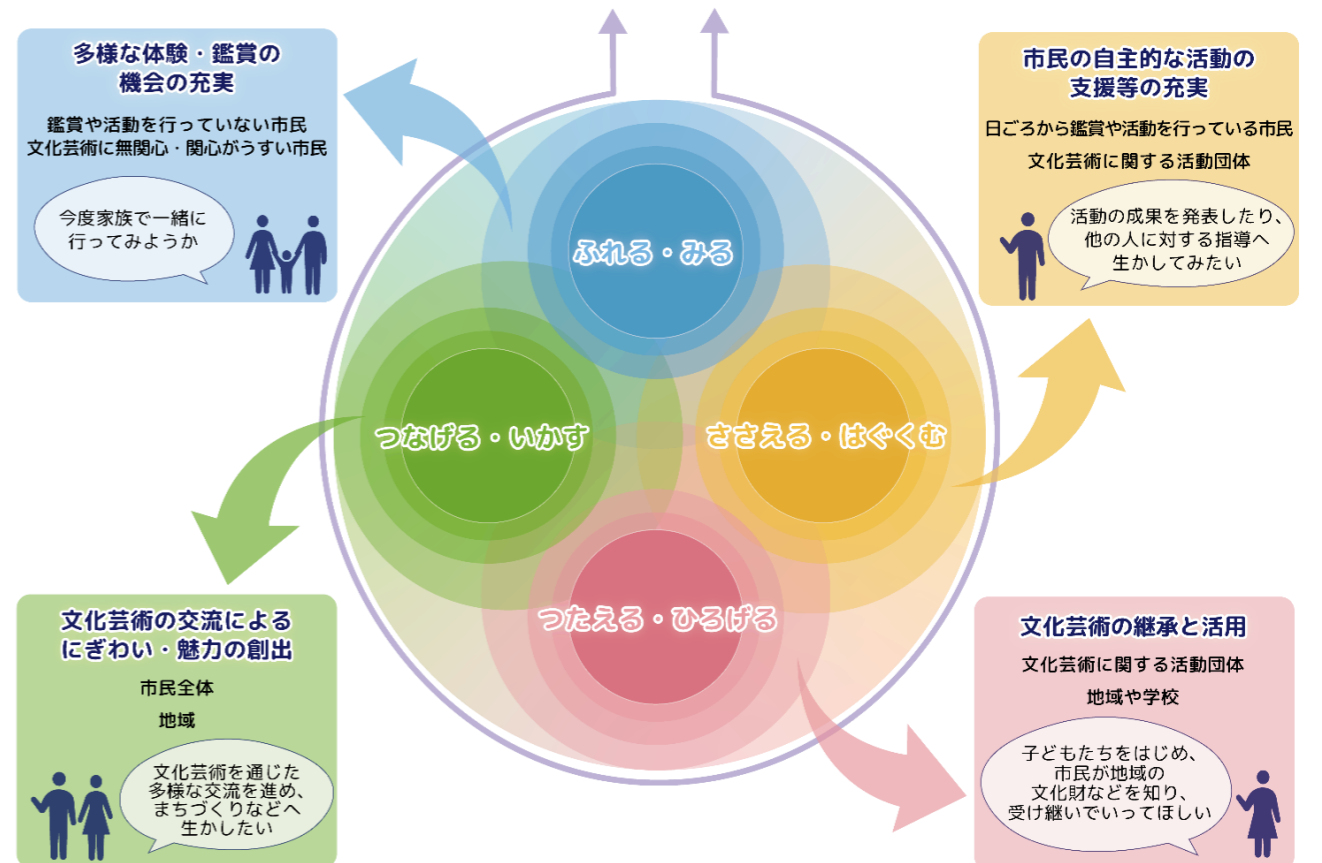 多様な体験・鑑賞の
機会の充実
鑑賞や活動を行っていない市民
文化芸術に無関心・関心がうすい市民
今度家族で一緒に
行ってみようか
市民の自主的な活動の
支援等の充実
日ごろから鑑賞や活動を行っている市民
文化芸術に関する活動団体
活動の成果を発表したり、
他の人に対する指導へ
生かしてみたい
ふれる・みる
つなげる・いかす
ささえる・はぐくむ
つたえる・ひろげる
文化芸術の交流による
にぎわい・魅力の創出
市民全体
地域
文化芸術を通じた
多様な交流を進め、
まちづくりなどへ
生かしたい
文化芸術の継承と活用
文化芸術に関する活動団体
地域や学校
子どもたちをはじめ、
市民が地域の
文化財などを知り、
受け継いでいってほしい